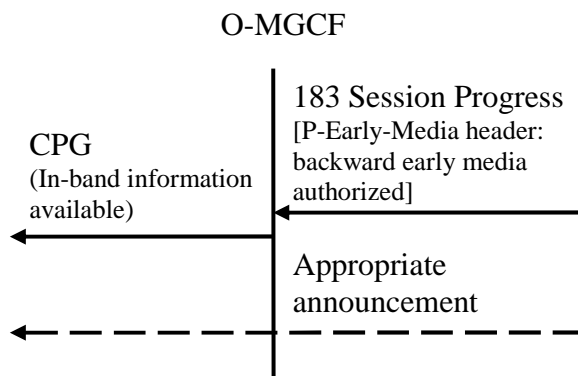 O-MGCF
183 Session Progress
[P-Early-Media header:
backward early media
authorized]
CPG
(In-band information
available)
Appropriate
announcement